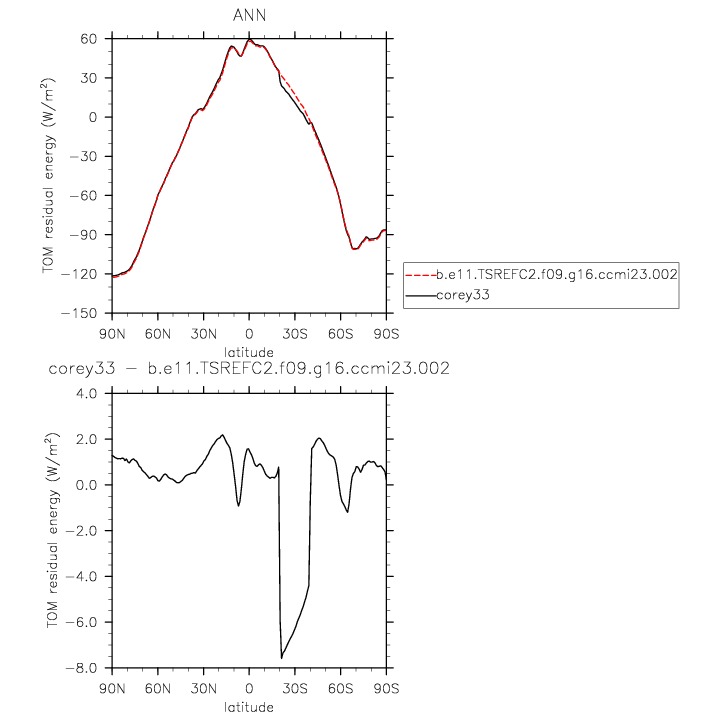 ANN
TOM residual energy (W/m²)
60
30
0
−30
−60
−90
−120
−150
90N 60N 30N 0 30S 60S 90S
latitude
b.e11.TSREFC2.f09.g16.ccmi23.002
corey33
corey33 − b.e11.TSREFC2.f09.g16.ccmi23.002
TOM residual energy (W/m²)
4.0
2.0
0.0
−2.0
−4.0
−6.0
−8.0
90N 60N 30N 0 30S 60S 90S
latitude